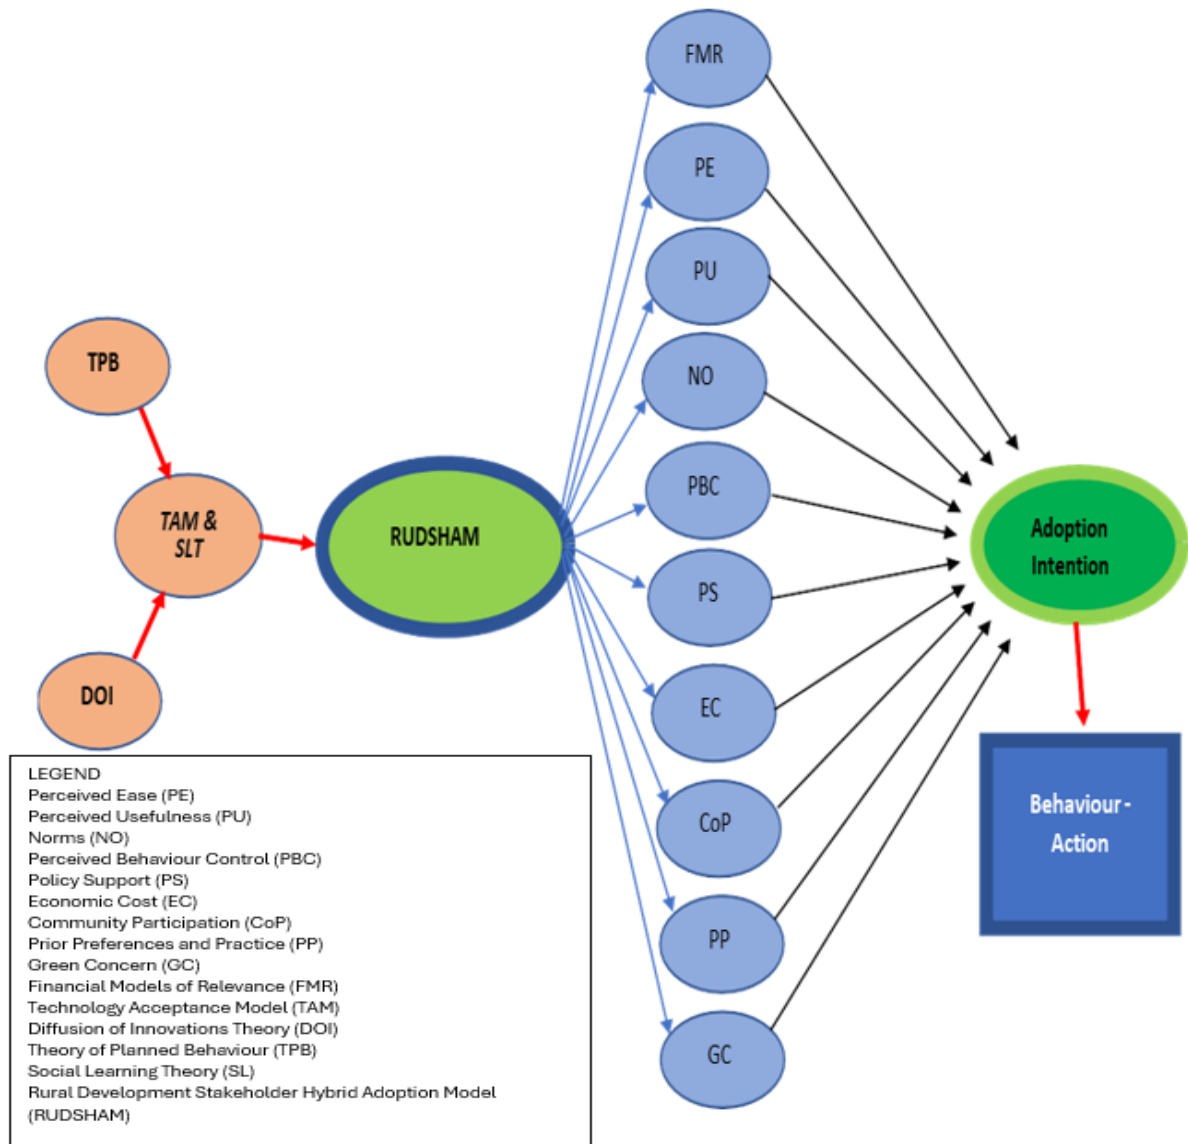 FMR
PE
PU
NO
PBC
PS
EC
CoP
PP
GC
TPB
TAM &
SLT
DOI
RUDSHAM
Adoption
Intention
Behaviour -
Action
LEGEND
Perceived Ease (PE)
Perceived Usefulness (PU)
Norms (NO)
Perceived Behaviour Control (PBC)
Policy Support (PS)
Economic Cost (EC)
Community Participation (CoP)
Prior Preferences and Practice (PP)
Green Concern (GC)
Financial Models of Relevance (FMR)
Technology Acceptance Model (TAM)
Diffusion of Innovations Theory (DOI)
Theory of Planned Behaviour (TPB)
Social Learning Theory (SL)
Rural Development Stakeholder Hybrid Adoption Model
(RUDSHAM)